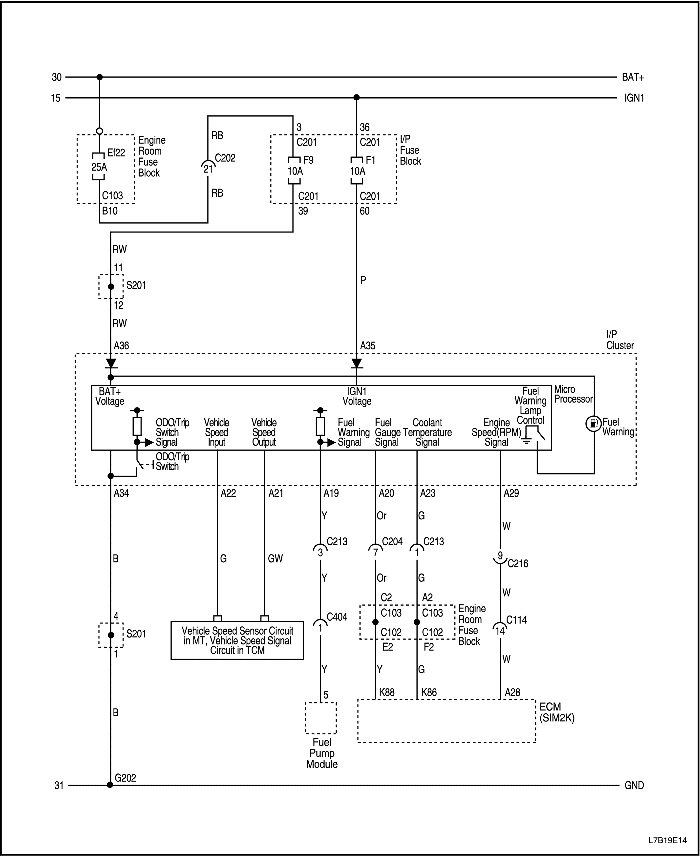 30 BAT+
15 IGN1
Engine
Room
Fuse
Block
Ef22
25A
C103
B10
RB
C202
21
RB
3
C201
F9
10A
C201
39
36
C201
F1
10A
C201
60
I/P
Fuse
Block
RW
11
S201
12
RW
P
A36
A35
I/P
Cluster
BAT+
Voltage
IGN1
Voltage
Fuel
Warning
Lamp
Control
Micro
Processor
ODO/Trip
Switch
Signal
Vehicle
Speed
Input
Vehicle
Speed
Output
Fuel
Warning
Signal
Fuel
Gauge
Signal
Coolant
Temperature
Signal
Engine
Speed(RPM)
Signal
Fuel
Warning
ODO/Trip
Switch
A34 A22 A21 A19 A20 A23 A29
Y Or G W
C213
3
C204
7
C213
1
9
C216
B G GW
Y Or G W
C2 A2
C103 C103
C102 C102
E2 F2
Engine
Room
Fuse
Block
C404
1
C114
14
4
S201
1
Vehicle Speed Sensor Circuit
in MT, Vehicle Speed Signal
Circuit in TCM
Y Y G W
5 K88 K86 A28
B
Fuel
Pump
Module
ECM
(SIM2K)
G202
31 GND
L7B19E14